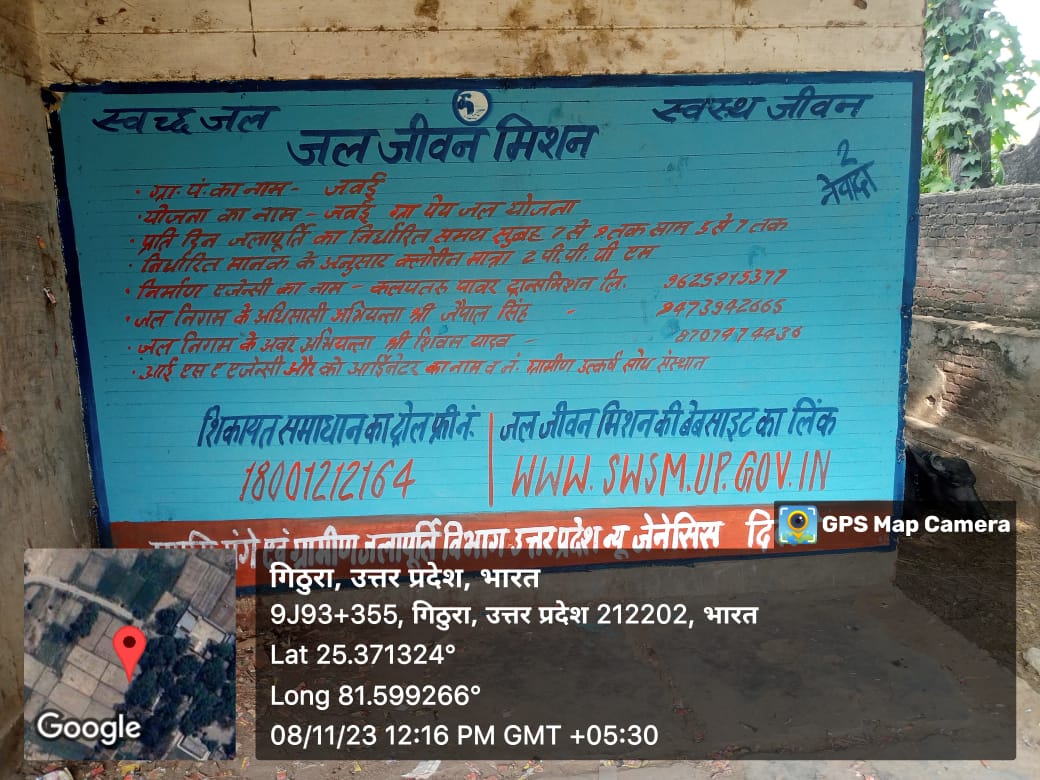 स्वच्छ जल
स्वस्थ जीवन
जल जीवन मिशन
2
नेवादा
• ग्रा. पं. का नाम - जवई
• योजना का नाम - जवई ग्रा पेय जल योजना
• प्रति दिन जलापूर्ति का निर्धारित समय सुबह 7 से 9 तक साम 5 से 7 तक
• निर्धारित मानक के अनुसार क्लोरीन मात्रा 2 पी.पी. पी एम
• निर्माण एजेन्सी का नाम - कलपतरु पावर ट्रान्समिशन लि. 9625915377
• जल निगम के अधिसासी अभियन्ता श्री जैपाल सिंह - 9473942665
• जल निगम के अवर अभियन्ता श्री शिवम यादव - 8707474436
• आई एस ए एजेन्सी और को आर्डिनेटर का नाम व नं. ग्रामीण उत्कर्ष सोध संस्थान
शिकायत समाधान का टोल फ्री नं.
18001212164
जल जीवन मिशन की बेबसाइट का लिंक
WWW.SWSM.UP.GOV.IN
गंगे एवं ग्रामीण जलापूर्ति विभाग उत्तर प्रदेश न्यू जेनेसिस दि
GPS Map Camera
गिठुरा, उत्तर प्रदेश, भारत
9J93+355, गिठुरा, उत्तर प्रदेश 212202, भारत
Lat 25.371324°
Long 81.599266°
08/11/23 12:16 PM GMT +05:30
Google